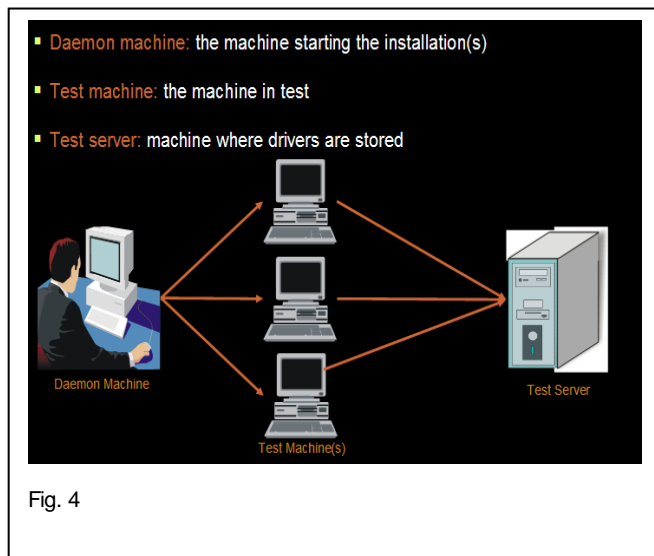 Daemon machine: the machine starting the installation(s)
Test machine: the machine in test
Test server: machine where drivers are stored
Daemon Machine
Test Server
Test Machine(s)
Fig. 4